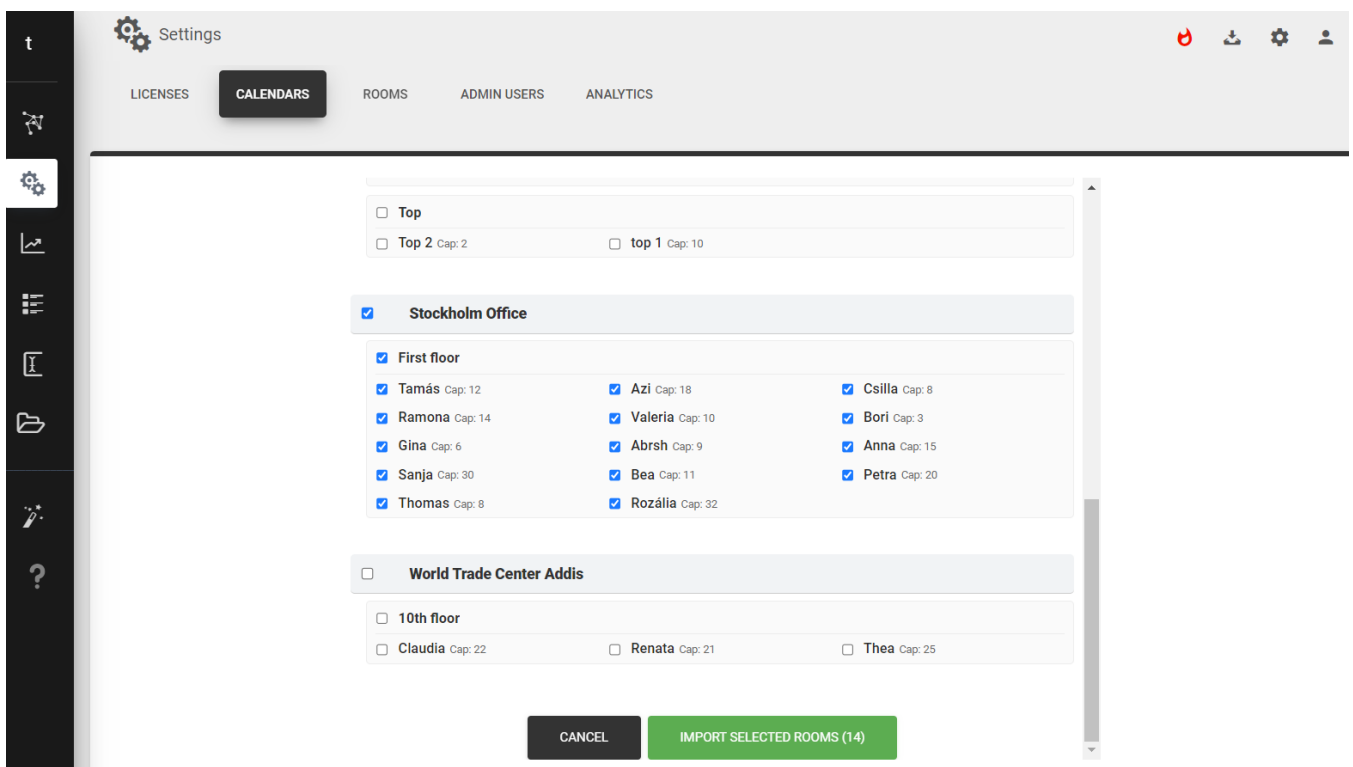 t
Settings
LICENSES CALENDARS ROOMS ADMIN USERS ANALYTICS
Top
Top 2 Cap: 2 top 1 Cap: 10
Stockholm Office
First floor
Tamás Cap: 12 Azi Cap: 18 Csilla Cap: 8
Ramona Cap: 14 Valeria Cap: 10 Bori Cap: 3
Gina Cap: 6 Abrsh Cap: 9 Anna Cap: 15
Sanja Cap: 30 Bea Cap: 11 Petra Cap: 20
Thomas Cap: 8 Rozália Cap: 32
World Trade Center Addis
10th floor
Claudia Cap: 22 Renata Cap: 21 Thea Cap: 25
CANCEL IMPORT SELECTED ROOMS (14)